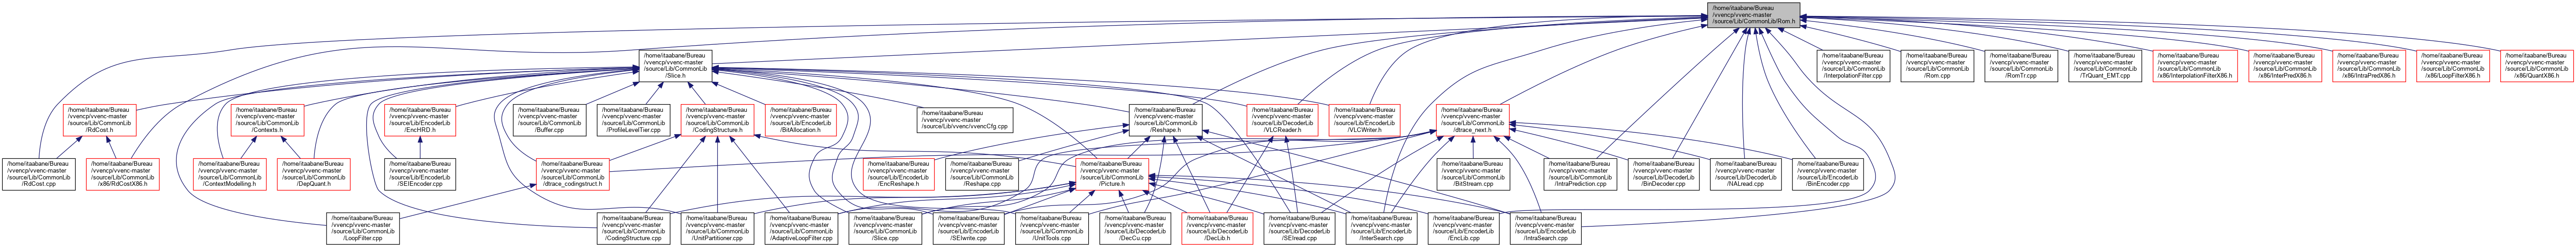 /home/itaabane/Bureau
/vvencp/vvenc-master
/source/Lib/CommonLib/Rom.h
/home/itaabane/Bureau
/vvencp/vvenc-master
/source/Lib/CommonLib
/Slice.h
/home/itaabane/Bureau
/vvencp/vvenc-master
/source/Lib/CommonLib
/InterpolationFilter.cpp
/home/itaabane/Bureau
/vvencp/vvenc-master
/source/Lib/CommonLib
/Rom.cpp
/home/itaabane/Bureau
/vvencp/vvenc-master
/source/Lib/CommonLib
/RomTr.cpp
/home/itaabane/Bureau
/vvencp/vvenc-master
/source/Lib/CommonLib
/TrQuant_EMT.cpp
/home/itaabane/Bureau
/vvencp/vvenc-master
/source/Lib/CommonLib
/x86/InterpolationFilterX86.h
/home/itaabane/Bureau
/vvencp/vvenc-master
/source/Lib/CommonLib
/x86/InterPredX86.h
/home/itaabane/Bureau
/vvencp/vvenc-master
/source/Lib/CommonLib
/x86/IntraPredX86.h
/home/itaabane/Bureau
/vvencp/vvenc-master
/source/Lib/CommonLib
/x86/LoopFilterX86.h
/home/itaabane/Bureau
/vvencp/vvenc-master
/source/Lib/CommonLib
/x86/QuantX86.h
/home/itaabane/Bureau
/vvencp/vvenc-master
/source/Lib/CommonLib
/RdCost.h
/home/itaabane/Bureau
/vvencp/vvenc-master
/source/Lib/CommonLib
/Contexts.h
/home/itaabane/Bureau
/vvencp/vvenc-master
/source/Lib/EncoderLib
/EncHRD.h
/home/itaabane/Bureau
/vvencp/vvenc-master
/source/Lib/CommonLib
/Buffer.cpp
/home/itaabane/Bureau
/vvencp/vvenc-master
/source/Lib/CommonLib
/ProfileLevelTier.cpp
/home/itaabane/Bureau
/vvencp/vvenc-master
/source/Lib/CommonLib
/CodingStructure.h
/home/itaabane/Bureau
/vvencp/vvenc-master
/source/Lib/EncoderLib
/BitAllocation.h
/home/itaabane/Bureau
/vvencp/vvenc-master
/source/Lib/vvenc/vvencCfg.cpp
/home/itaabane/Bureau
/vvencp/vvenc-master
/source/Lib/CommonLib
/Reshape.h
/home/itaabane/Bureau
/vvencp/vvenc-master
/source/Lib/DecoderLib
/VLCReader.h
/home/itaabane/Bureau
/vvencp/vvenc-master
/source/Lib/EncoderLib
/VLCWriter.h
/home/itaabane/Bureau
/vvencp/vvenc-master
/source/Lib/CommonLib
/dtrace_next.h
/home/itaabane/Bureau
/vvencp/vvenc-master
/source/Lib/CommonLib
/RdCost.cpp
/home/itaabane/Bureau
/vvencp/vvenc-master
/source/Lib/CommonLib
/x86/RdCostX86.h
/home/itaabane/Bureau
/vvencp/vvenc-master
/source/Lib/CommonLib
/ContextModelling.h
/home/itaabane/Bureau
/vvencp/vvenc-master
/source/Lib/CommonLib
/DepQuant.h
/home/itaabane/Bureau
/vvencp/vvenc-master
/source/Lib/EncoderLib
/SEIEncoder.cpp
/home/itaabane/Bureau
/vvencp/vvenc-master
/source/Lib/CommonLib
/dtrace_codingstruct.h
/home/itaabane/Bureau
/vvencp/vvenc-master
/source/Lib/EncoderLib
/EncReshape.h
/home/itaabane/Bureau
/vvencp/vvenc-master
/source/Lib/CommonLib
/Reshape.cpp
/home/itaabane/Bureau
/vvencp/vvenc-master
/source/Lib/CommonLib
/Picture.h
/home/itaabane/Bureau
/vvencp/vvenc-master
/source/Lib/CommonLib
/BitStream.cpp
/home/itaabane/Bureau
/vvencp/vvenc-master
/source/Lib/CommonLib
/IntraPrediction.cpp
/home/itaabane/Bureau
/vvencp/vvenc-master
/source/Lib/DecoderLib
/BinDecoder.cpp
/home/itaabane/Bureau
/vvencp/vvenc-master
/source/Lib/DecoderLib
/NALread.cpp
/home/itaabane/Bureau
/vvencp/vvenc-master
/source/Lib/EncoderLib
/BinEncoder.cpp
/home/itaabane/Bureau
/vvencp/vvenc-master
/source/Lib/CommonLib
/LoopFilter.cpp
/home/itaabane/Bureau
/vvencp/vvenc-master
/source/Lib/CommonLib
/CodingStructure.cpp
/home/itaabane/Bureau
/vvencp/vvenc-master
/source/Lib/CommonLib
/UnitPartitioner.cpp
/home/itaabane/Bureau
/vvencp/vvenc-master
/source/Lib/CommonLib
/AdaptiveLoopFilter.cpp
/home/itaabane/Bureau
/vvencp/vvenc-master
/source/Lib/CommonLib
/Slice.cpp
/home/itaabane/Bureau
/vvencp/vvenc-master
/source/Lib/EncoderLib
/SEIwrite.cpp
/home/itaabane/Bureau
/vvencp/vvenc-master
/source/Lib/CommonLib
/UnitTools.cpp
/home/itaabane/Bureau
/vvencp/vvenc-master
/source/Lib/DecoderLib
/DecCu.cpp
/home/itaabane/Bureau
/vvencp/vvenc-master
/source/Lib/DecoderLib
/DecLib.h
/home/itaabane/Bureau
/vvencp/vvenc-master
/source/Lib/DecoderLib
/SEIread.cpp
/home/itaabane/Bureau
/vvencp/vvenc-master
/source/Lib/EncoderLib
/InterSearch.cpp
/home/itaabane/Bureau
/vvencp/vvenc-master
/source/Lib/EncoderLib
/EncLib.cpp
/home/itaabane/Bureau
/vvencp/vvenc-master
/source/Lib/EncoderLib
/IntraSearch.cpp